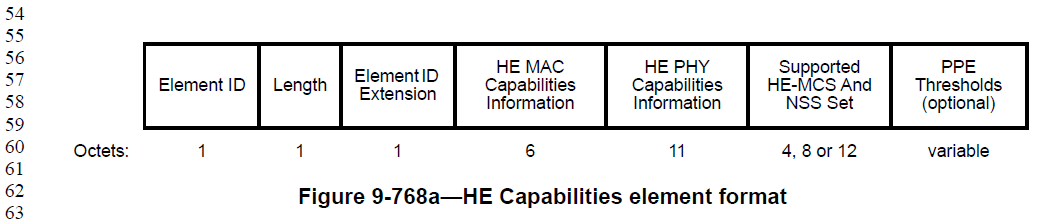 54
55
56
57
58
59
60
61
62
63
Element ID
Length
Element ID
Extension
HE MAC
Capabilities
Information
HE PHY
Capabilities
Information
Supported
HE-MCS And
NSS Set
PPE
Thresholds
(optional)
Octets: 1 1 1 6 11 4, 8 or 12 variable
Figure 9-768a—HE Capabilities element format